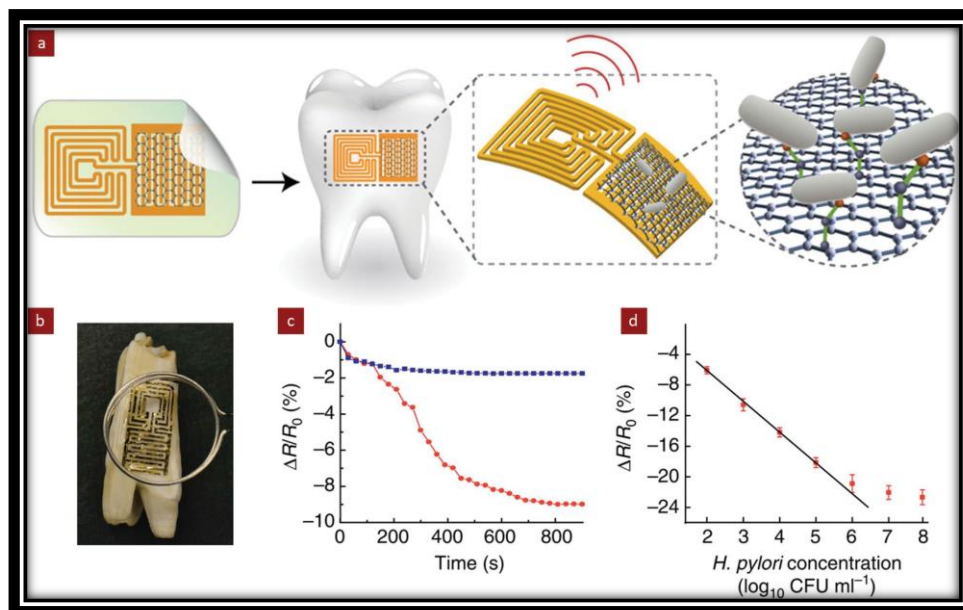 a
b
c
0
−2
−4
−6
−8
−10
ΔR/R0 (%)
0 200 400 600 800
Time (s)
d
−4
−8
−12
−16
−20
−24
ΔR/R0 (%)
2 3 4 5 6 7 8
H. pylori concentration
(log10 CFU ml−1)